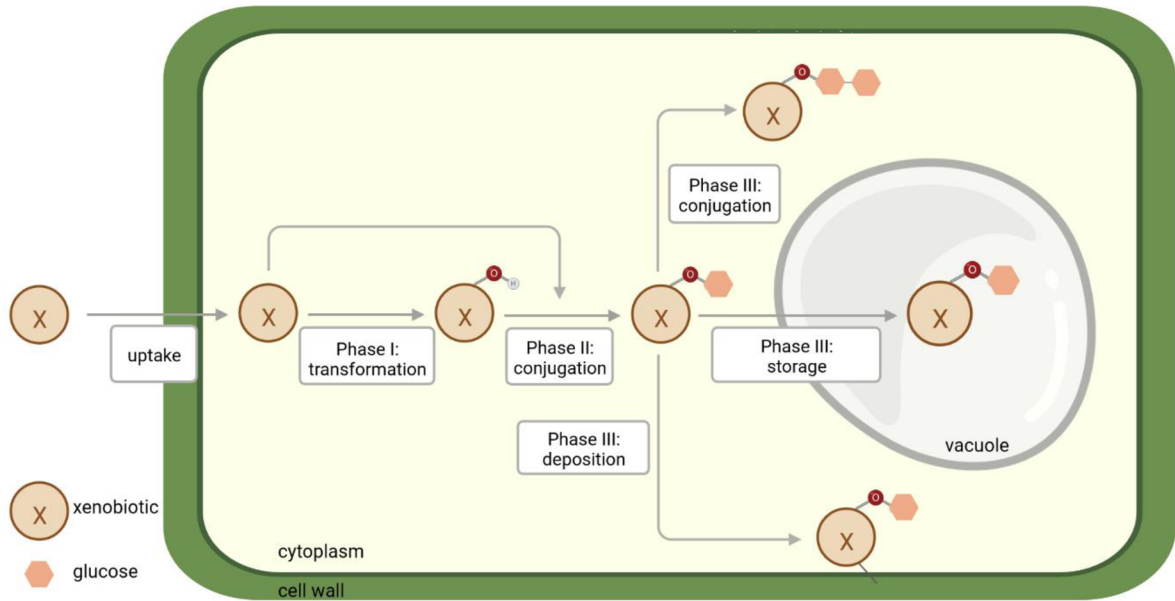 O
X
Phase III:
conjugation
O
O
O
H
X
X
X
X
X
uptake
Phase I:
transformation
Phase II:
conjugation
Phase III:
storage
Phase III:
deposition
vacuole
O
X
xenobiotic
X
glucose
cytoplasm
cell wall